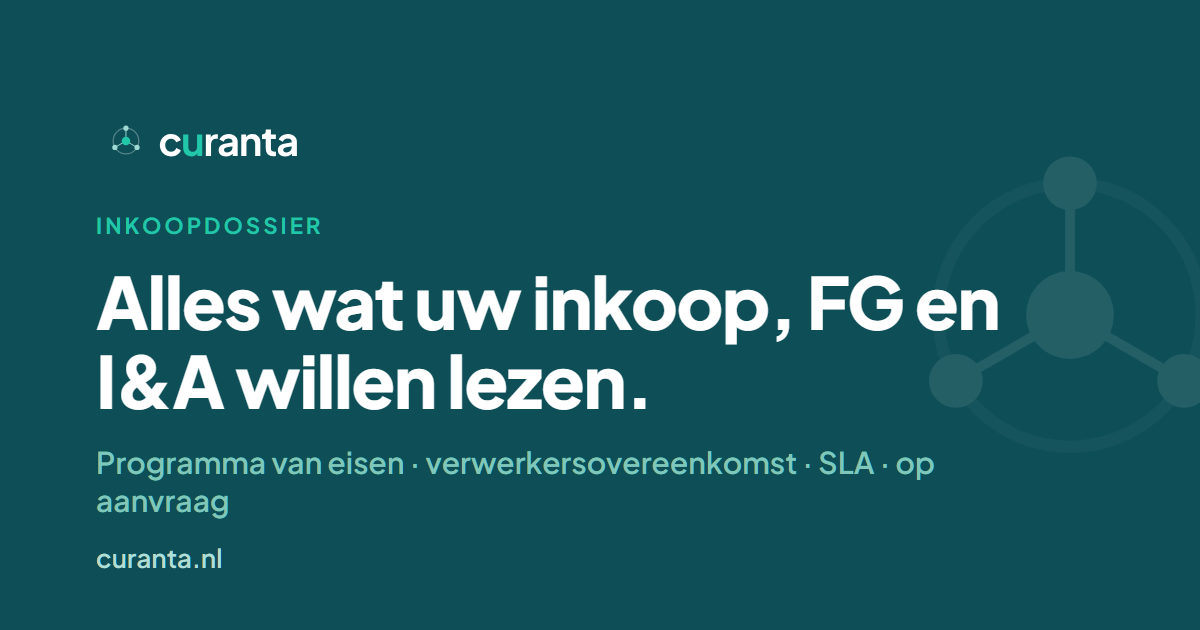 curanta
INKOOPDOSSIER
Alles wat uw inkoop, FG en
I&A willen lezen.
Programma van eisen · verwerkersovereenkomst · SLA · op
aanvraag
curanta.nl